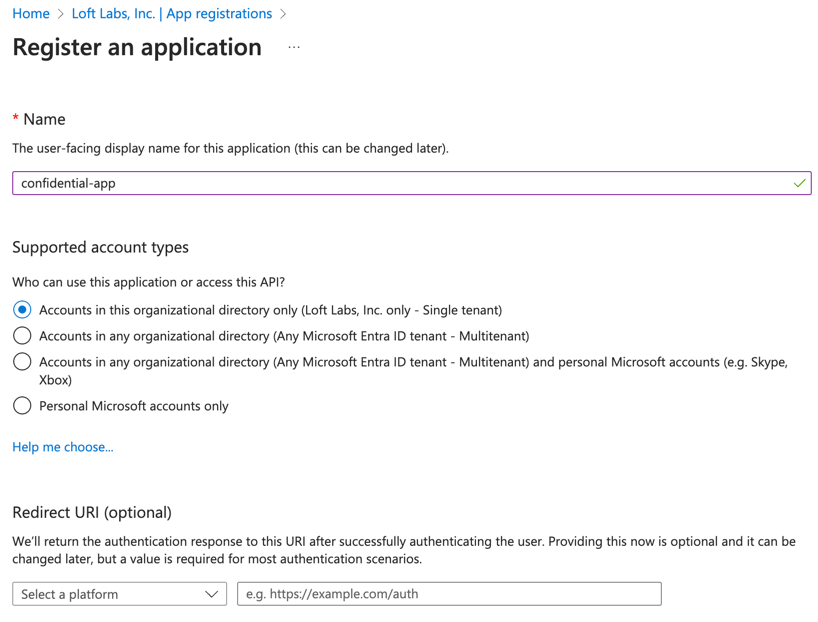 Home > Loft Labs, Inc. | App registrations >
Register an application ...
* Name
The user-facing display name for this application (this can be changed later).
confidential-app
Supported account types
Who can use this application or access this API?
Accounts in this organizational directory only (Loft Labs, Inc. only - Single tenant)
Accounts in any organizational directory (Any Microsoft Entra ID tenant - Multitenant)
Accounts in any organizational directory (Any Microsoft Entra ID tenant - Multitenant) and personal Microsoft accounts (e.g. Skype,
Xbox)
Personal Microsoft accounts only
Help me choose...
Redirect URI (optional)
We'll return the authentication response to this URI after successfully authenticating the user. Providing this now is optional and it can be
changed later, but a value is required for most authentication scenarios.
Select a platform
e.g. https://example.com/auth